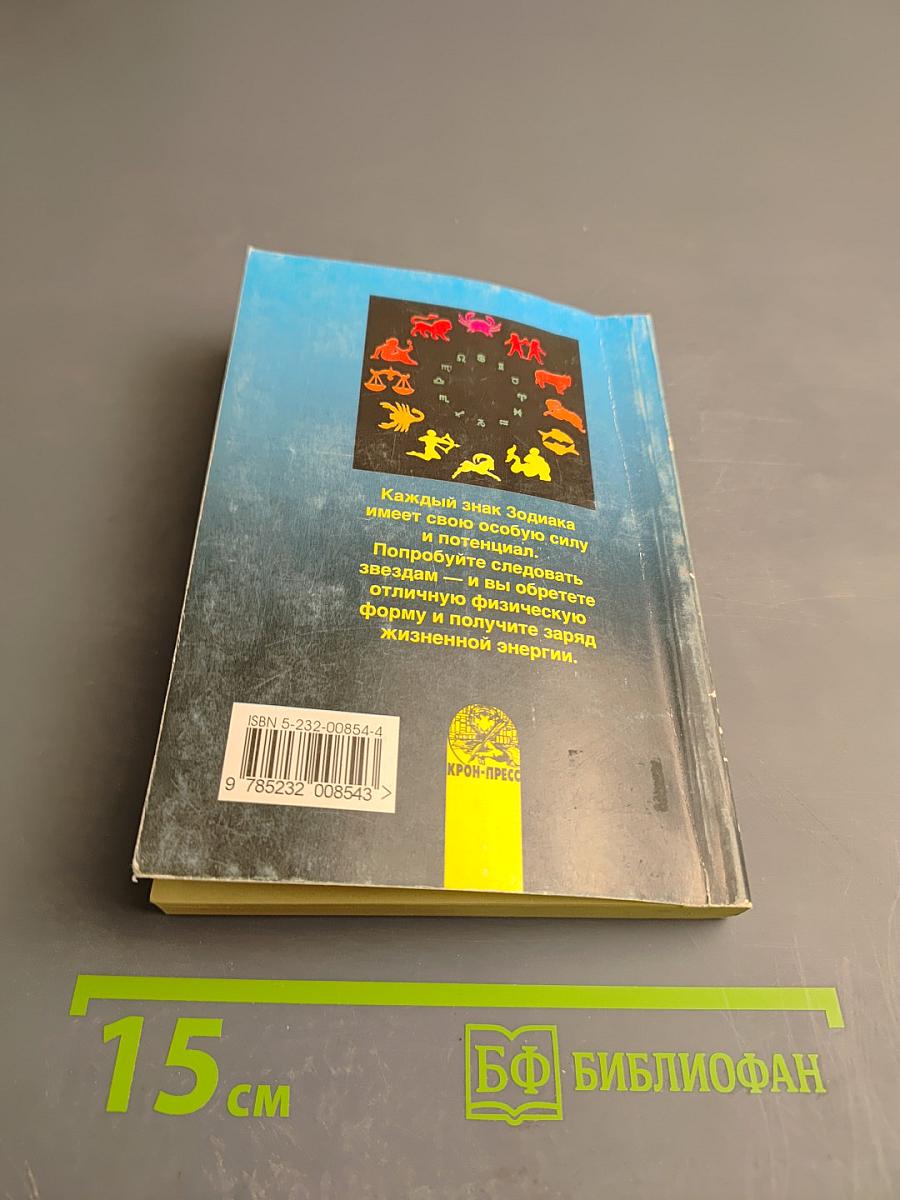 Каждый знак Зодиака
имеет свою особую силу
и потенциал.
Попробуйте следовать
звездам — и вы обретете
отличную физическую
форму и получите заряд
жизненной энергии.
ISBN 5-232-00854-4
9 785232 008543 >
КРОН-ПРЕСС
15 см
БФ БИБЛИОФАН